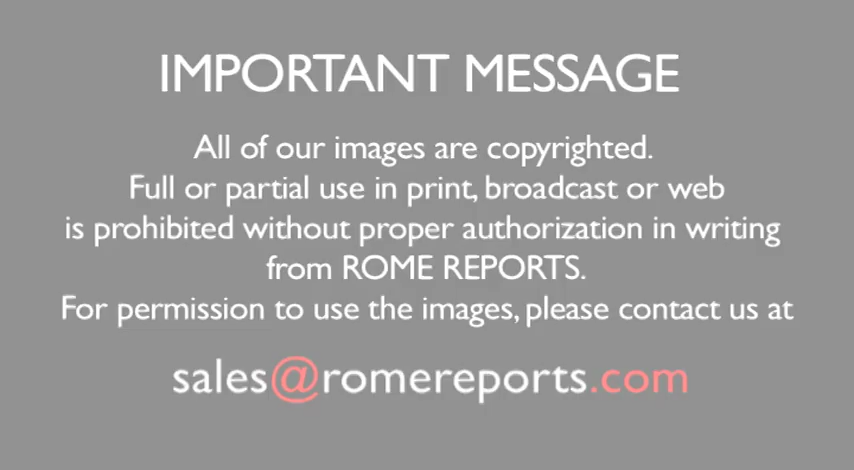 IMPORTANT MESSAGE
All of our images are copyrighted.
Full or partial use in print, broadcast or web
is prohibited without proper authorization in writing
from ROME REPORTS.
For permission to use the images, please contact us at
sales@romereports.com